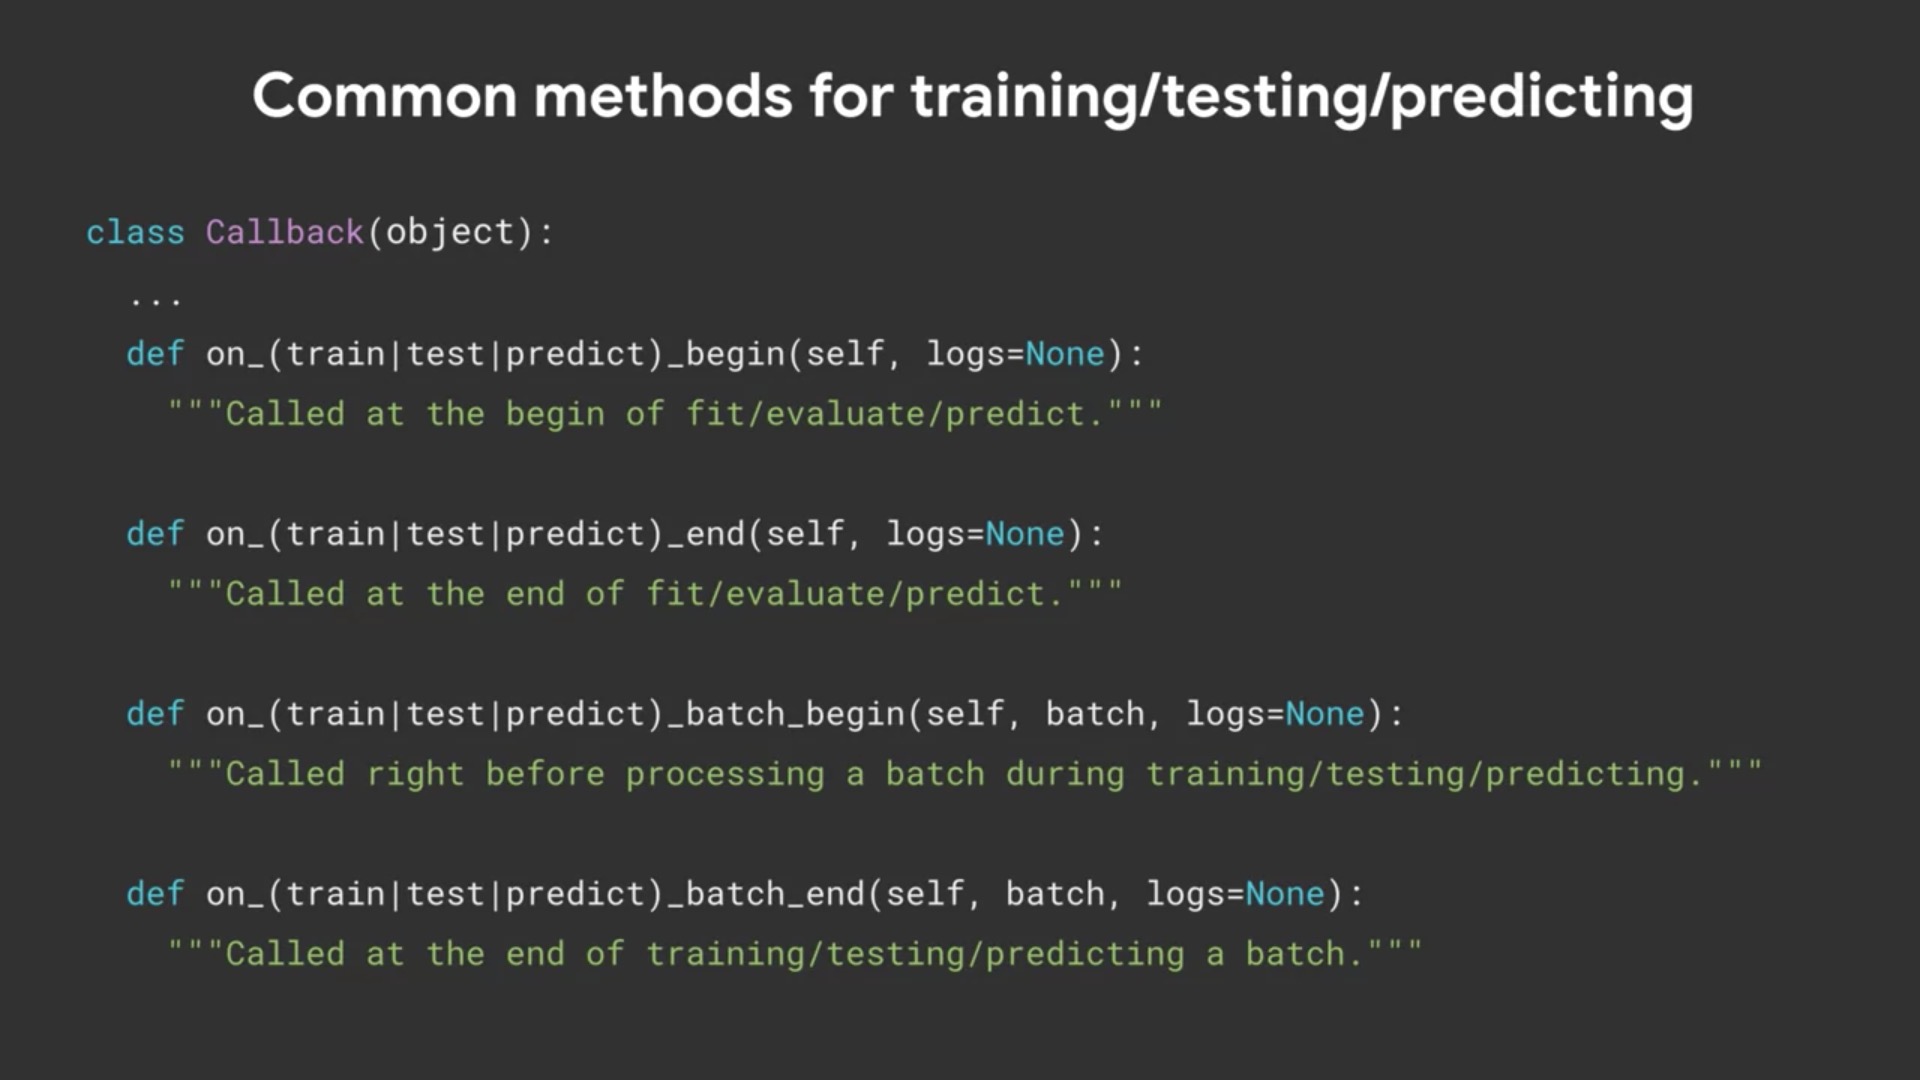 Common methods for training/testing/predicting
class Callback(object):
...
def on_(train|test|predict)_begin(self, logs=None):
"""Called at the begin of fit/evaluate/predict."""
def on_(train|test|predict)_end(self, logs=None):
"""Called at the end of fit/evaluate/predict."""
def on_(train|test|predict)_batch_begin(self, batch, logs=None):
"""Called right before processing a batch during training/testing/predicting."""
def on_(train|test|predict)_batch_end(self, batch, logs=None):
"""Called at the end of training/testing/predicting a batch."""